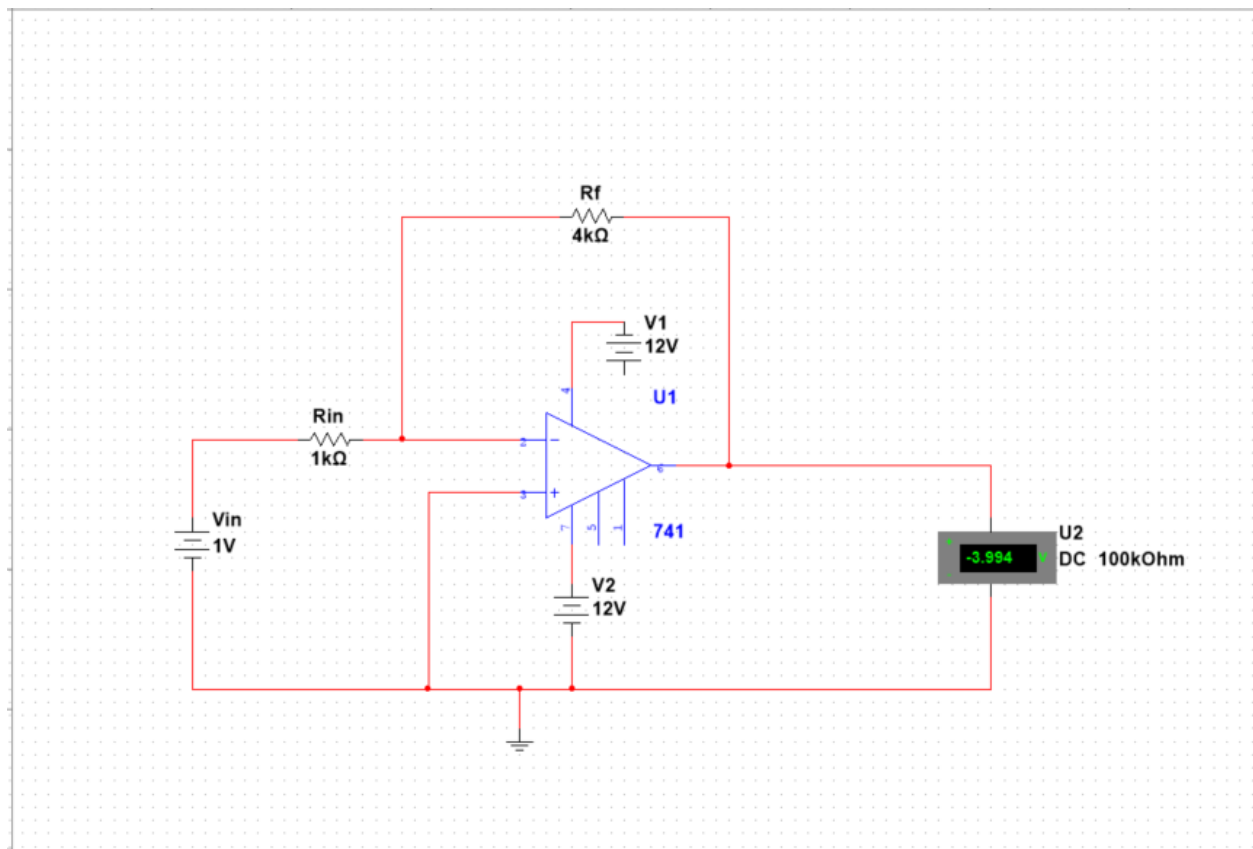 Rf
4kΩ
V1
12V
U1
4
Rin
1kΩ
2
−
6
3
+
Vin
1V
7
5
1
741
U2
-3.994 V
DC 100kOhm
+
-
V2
12V